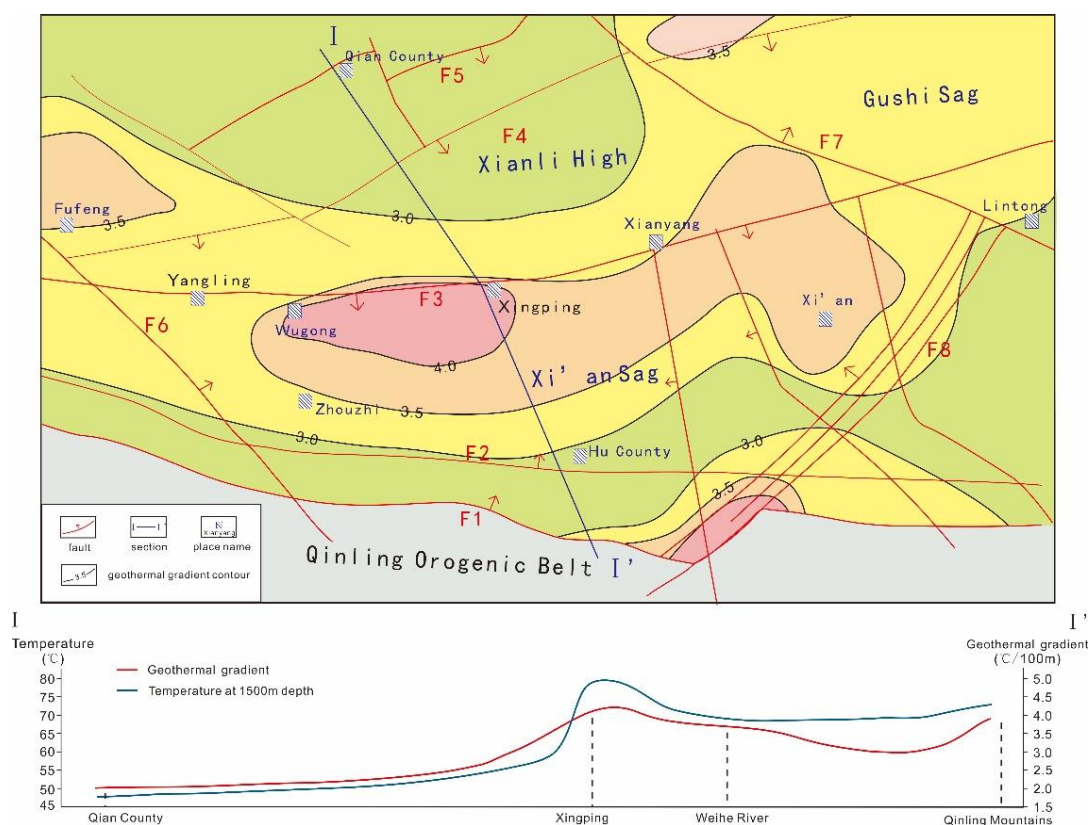 I
Qian County
F5
3.5
Gushi Sag
F4
F7
Xianli High
Fufeng
3.5
3.0
Xianyang
Lintong
Yangling
F3
Xingping
Wugong
F6
4.0
Xi' an
Xi' an Sag
F8
Zhouzhi
3.5
3.0
F2
Hu County
3.0
3.5
F1
Qinling Orogenic Belt I'
I I'
Xianyang
fault section place name
3.5
geothermal gradient contour
I I'
Temperature
(℃)
Geothermal gradient
(℃/100m)
Geothermal gradient
Temperature at 1500m depth
80 5.0
75 4.5
70 4.0
65 3.5
60 3.0
55 2.5
50 2.0
45 1.5
Qian County Xingping Weihe River Qinling Mountains